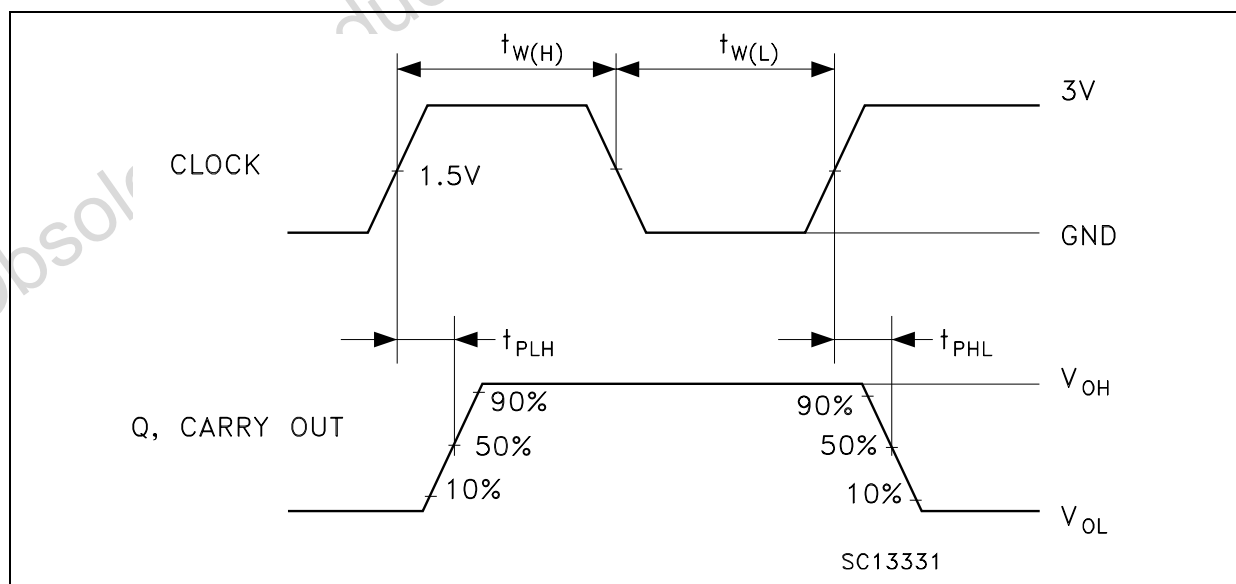 tW(H) tW(L)
3V
CLOCK
1.5V
GND
tPLH
tPHL
VOH
90%
90%
Q, CARRY OUT
50%
50%
10%
10%
VOL
SC13331